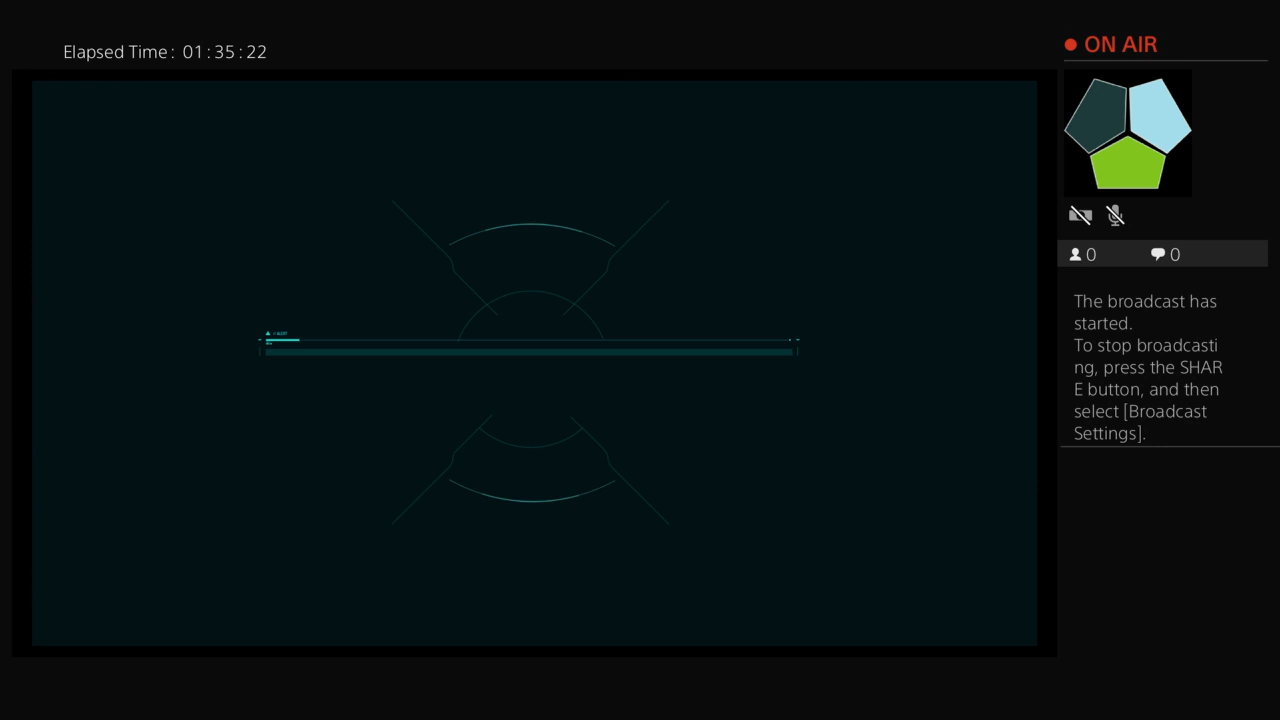 Elapsed Time: 01:35:22
ON AIR
0 0
The broadcast has
started.
To stop broadcasti
ng, press the SHAR
E button, and then
select [Broadcast
Settings].
ALERT